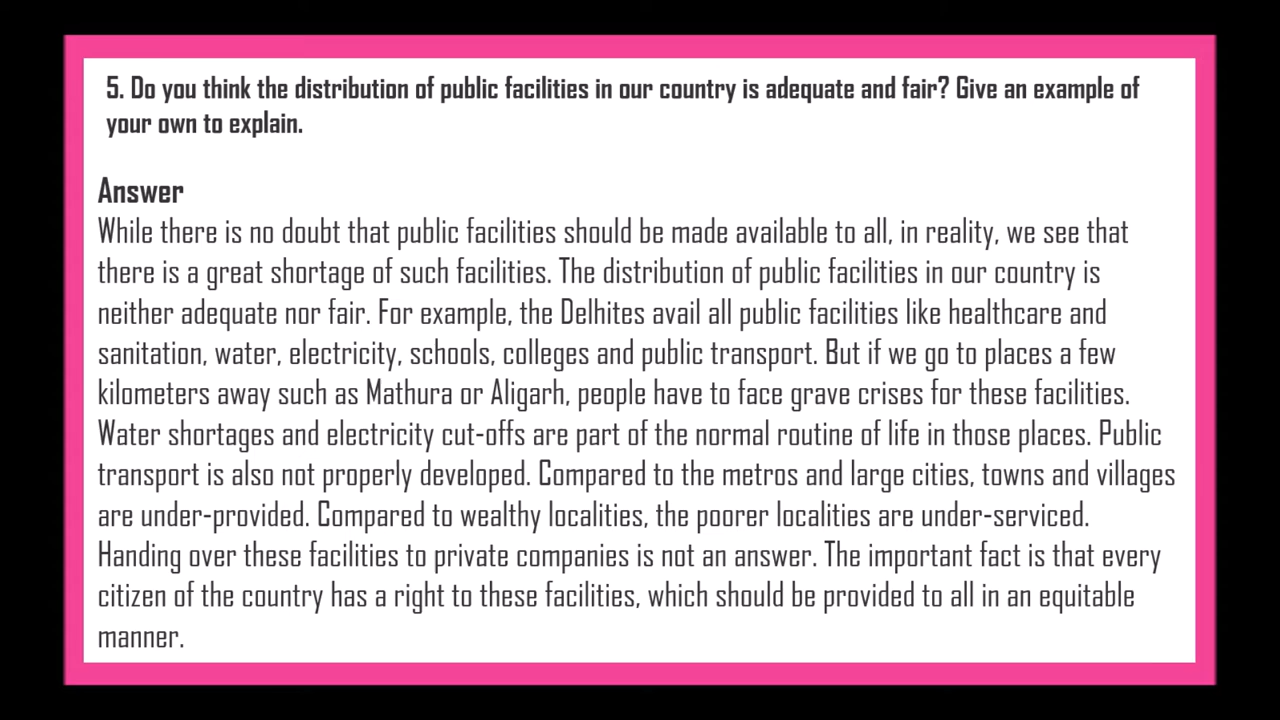 5. Do you think the distribution of public facilities in our country is adequate and fair? Give an example of
your own to explain.
Answer
While there is no doubt that public facilities should be made available to all, in reality, we see that
there is a great shortage of such facilities. The distribution of public facilities in our country is
neither adequate nor fair. For example, the Delhites avail all public facilities like healthcare and
sanitation, water, electricity, schools, colleges and public transport. But if we go to places a few
kilometers away such as Mathura or Aligarh, people have to face grave crises for these facilities.
Water shortages and electricity cut-offs are part of the normal routine of life in those places. Public
transport is also not properly developed. Compared to the metros and large cities, towns and villages
are under-provided. Compared to wealthy localities, the poorer localities are under-serviced.
Handing over these facilities to private companies is not an answer. The important fact is that every
citizen of the country has a right to these facilities, which should be provided to all in an equitable
manner.